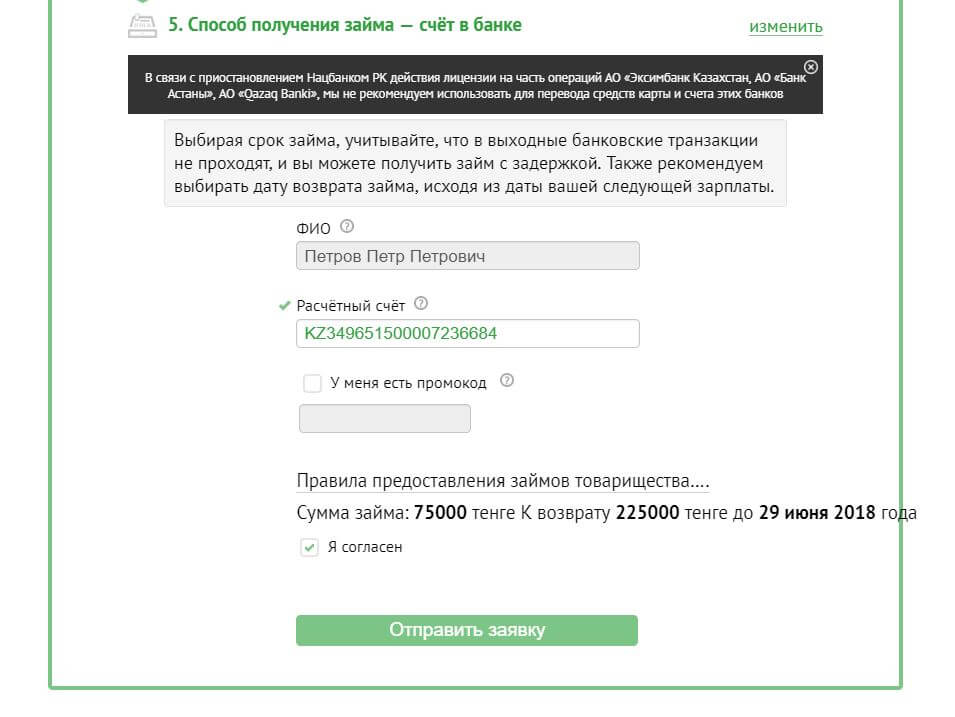 5. Способ получения займа — счёт в банке
изменить
В связи с приостановлением Нацбанком РК действия лицензии на часть операций АО «Эксимбанк Казахстан, АО «Банк
Астаны», АО «Qazaq Banki», мы не рекомендуем использовать для перевода средств карты и счета этих банков
Выбирая срок займа, учитывайте, что в выходные банковские транзакции
не проходят, и вы можете получить займ с задержкой. Также рекомендуем
выбирать дату возврата займа, исходя из даты вашей следующей зарплаты.
ФИО ?
Петров Петр Петрович
Расчётный счёт ?
KZ349651500007236684
У меня есть промокод ?
Правила предоставления займов товарищества....
Сумма займа: 75000 тенге К возврату 225000 тенге до 29 июня 2018 года
Я согласен
Отправить заявку